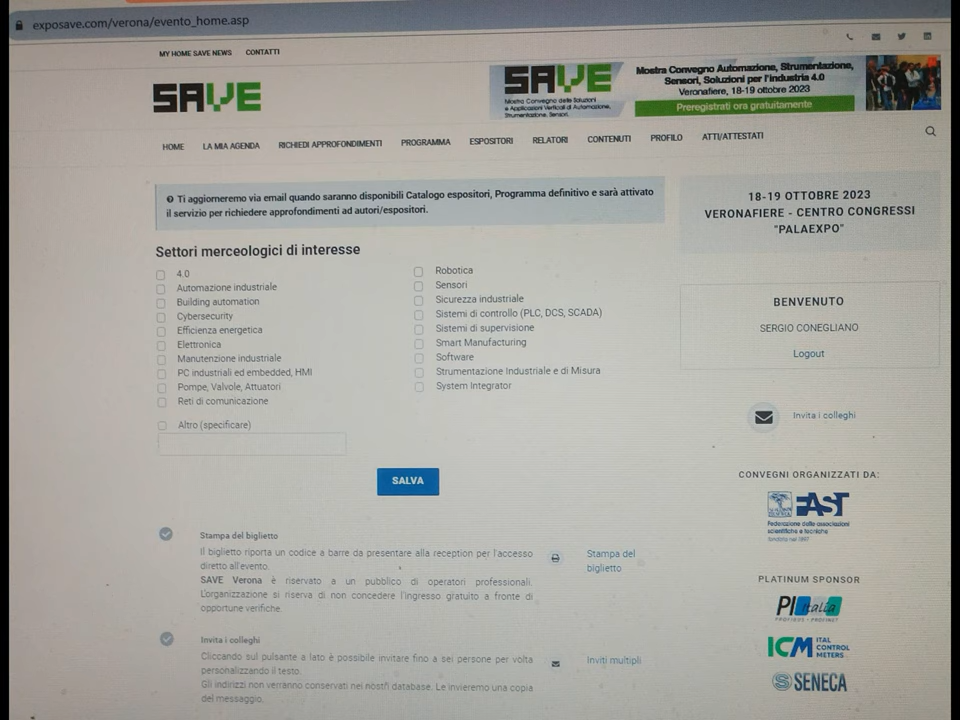 exposave.com/verona/evento_home.asp
MY HOME SAVE NEWS CONTATTI
SAVE
SAVE
Mostra Convegno delle Soluzioni
e Applicazioni Verticali di Automazione,
Strumentazione, Sensori.
Mostra Convegno Automazione, Strumentazione,
Sensori, Soluzioni per l'industria 4.0
Veronafiere, 18-19 ottobre 2023
Preregistrati ora gratuitamente
HOME LA MIA AGENDA RICHIEDI APPROFONDIMENTI PROGRAMMA ESPOSITORI RELATORI CONTENUTI PROFILO ATTI/ATTESTATI
Ti aggiorneremo via email quando saranno disponibili Catalogo espositori, Programma definitivo e sarà attivato
il servizio per richiedere approfondimenti ad autori/espositori.
Settori merceologici di interesse
4.0
Automazione industriale
Building automation
Cybersecurity
Efficienza energetica
Elettronica
Manutenzione industriale
PC industriali ed embedded, HMI
Pompe, Valvole, Attuatori
Reti di comunicazione
Altro (specificare)
Robotica
Sensori
Sicurezza industriale
Sistemi di controllo (PLC, DCS, SCADA)
Sistemi di supervisione
Smart Manufacturing
Software
Strumentazione Industriale e di Misura
System Integrator
SALVA
Stampa del biglietto
Il biglietto riporta un codice a barre da presentare alla reception per l'accesso
diretto all'evento.
SAVE Verona è riservato a un pubblico di operatori professionali.
L'organizzazione si riserva di non concedere l'ingresso gratuito a fronte di
opportune verifiche.
Stampa del
biglietto
Invita i colleghi
Cliccando sul pulsante a lato è possibile invitare fino a sei persone per volta
personalizzando il testo.
Gli indirizzi non verranno conservati nei nostri database. Le invieremo una copia
del messaggio.
Inviti multipli
18-19 OTTOBRE 2023
VERONAFIERE - CENTRO CONGRESSI
"PALAEXPO"
BENVENUTO
SERGIO CONEGLIANO
Logout
Invita i colleghi
CONVEGNI ORGANIZZATI DA:
FAST
Federazione delle associazioni
scientifiche e tecniche
fondata nel 1897
PLATINUM SPONSOR
PI Italia
PROFIBUS • PROFINET
ICM ITAL
CONTROL
METERS
SENECA